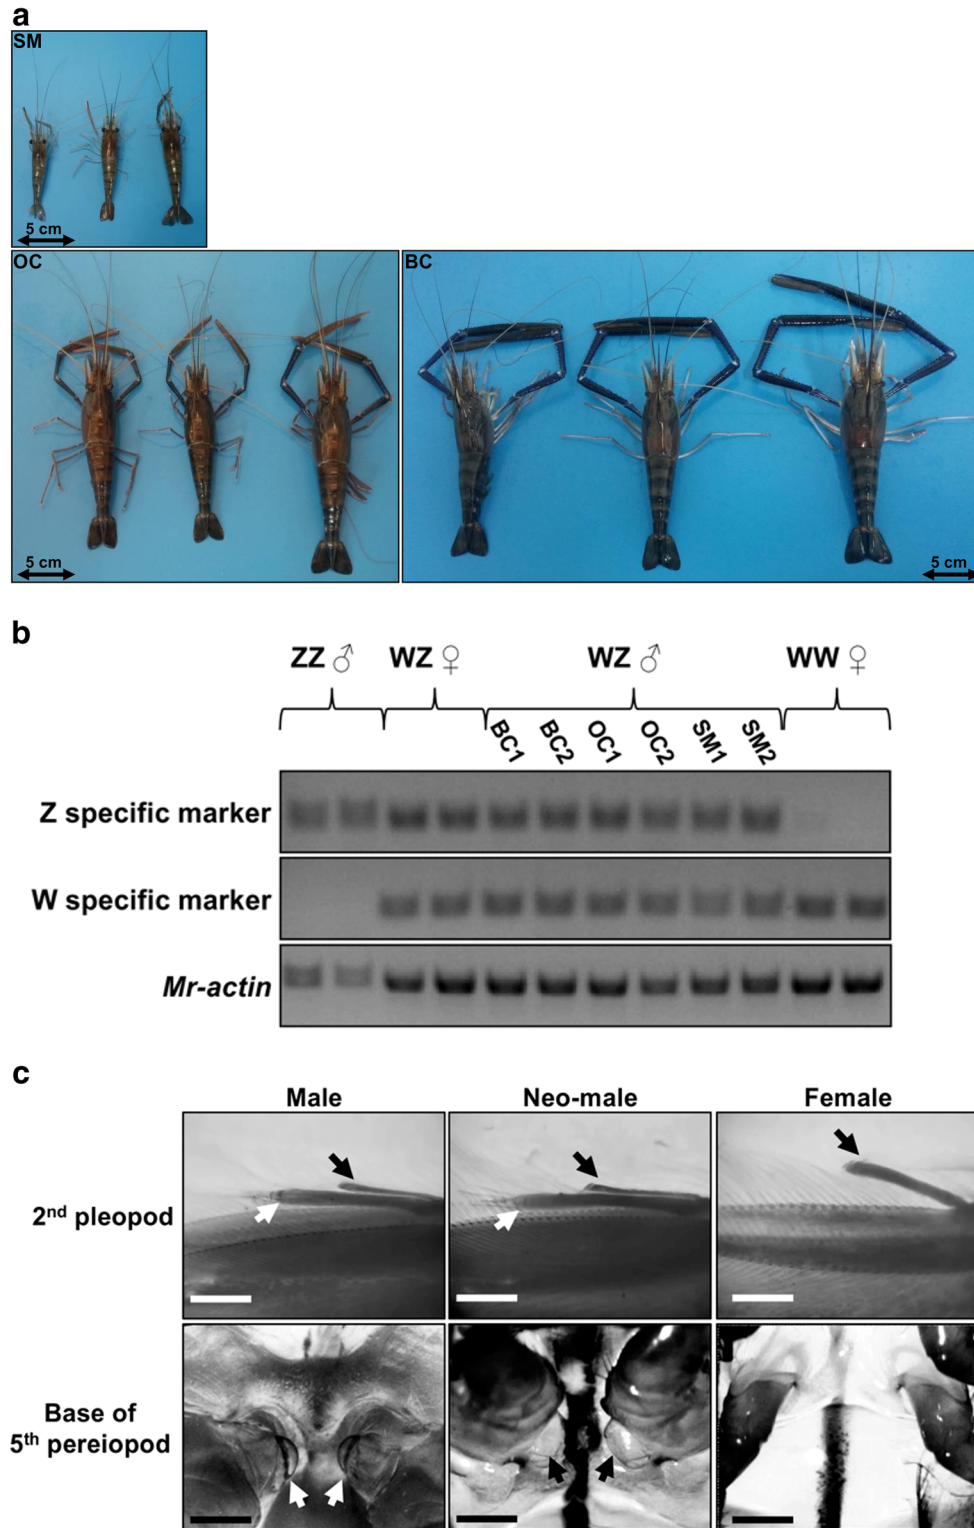 a
SM
5 cm
OC
5 cm
BC
5 cm
b
ZZ ♂ WZ ♀ WZ ♂ WW ♀
BC1 BC2 OC1 OC2 SM1 SM2
Z specific marker
W specific marker
Mr-actin
c
Male Neo-male Female
2nd pleopod
Base of
5th pereiopod